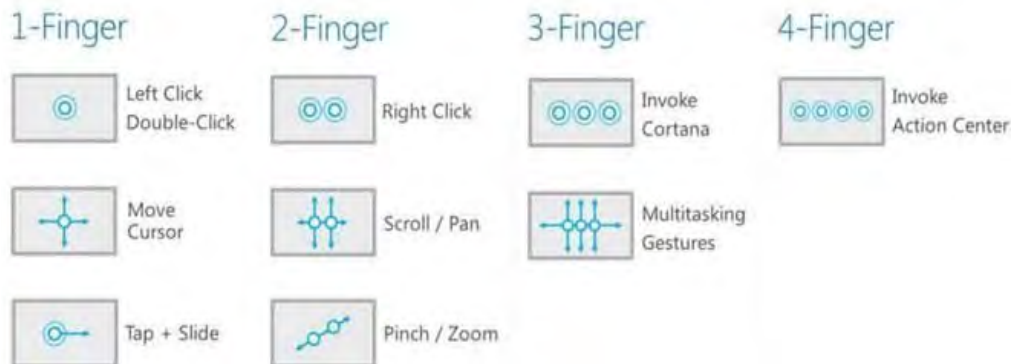 1-Finger
Left Click
Double-Click
Move
Cursor
Tap + Slide
2-Finger
Right Click
Scroll / Pan
Pinch / Zoom
3-Finger
Invoke
Cortana
Multitasking
Gestures
4-Finger
Invoke
Action Center